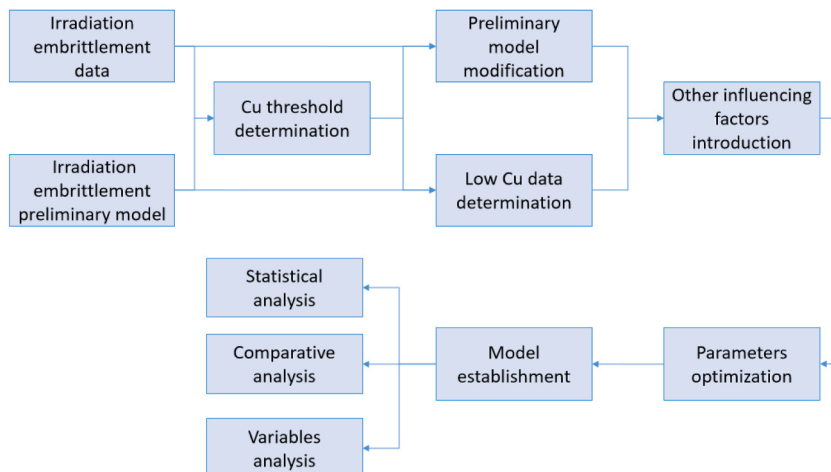 Irradiation
embrittlement
data
Preliminary
model
modification
Cu threshold
determination
Other influencing
factors
introduction
Irradiation
embrittlement
preliminary model
Low Cu data
determination
Statistical
analysis
Comparative
analysis
Model
establishment
Parameters
optimization
Variables
analysis